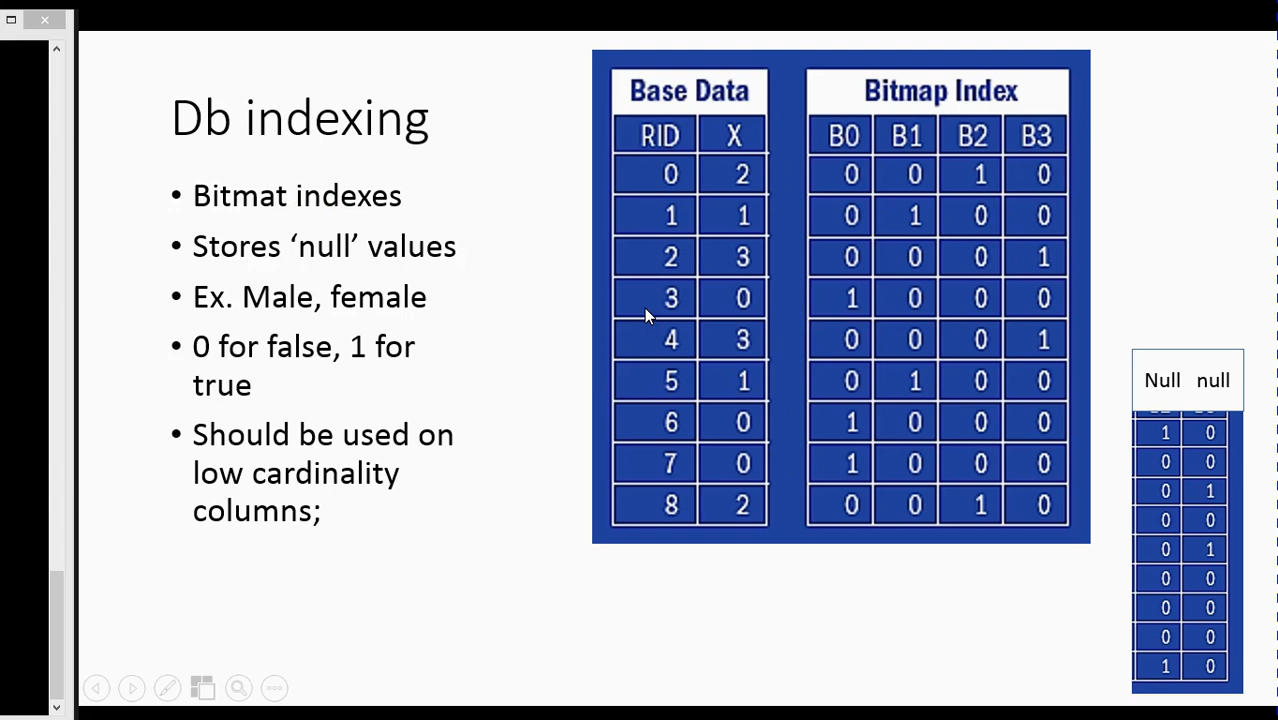 Db indexing
• Bitmat indexes
• Stores ‘null’ values
• Ex. Male, female
• 0 for false, 1 for
true
• Should be used on
low cardinality
columns;
Base Data
RID X
0 2
1 1
2 3
3 0
4 3
5 1
6 0
7 0
8 2
Bitmap Index
B0 B1 B2 B3
0 0 1 0
0 1 0 0
0 0 0 1
1 0 0 0
0 0 0 1
0 1 0 0
1 0 0 0
1 0 0 0
0 0 1 0
Null null
1 0
0 0
0 1
0 0
0 1
0 0
0 0
0 0
1 0